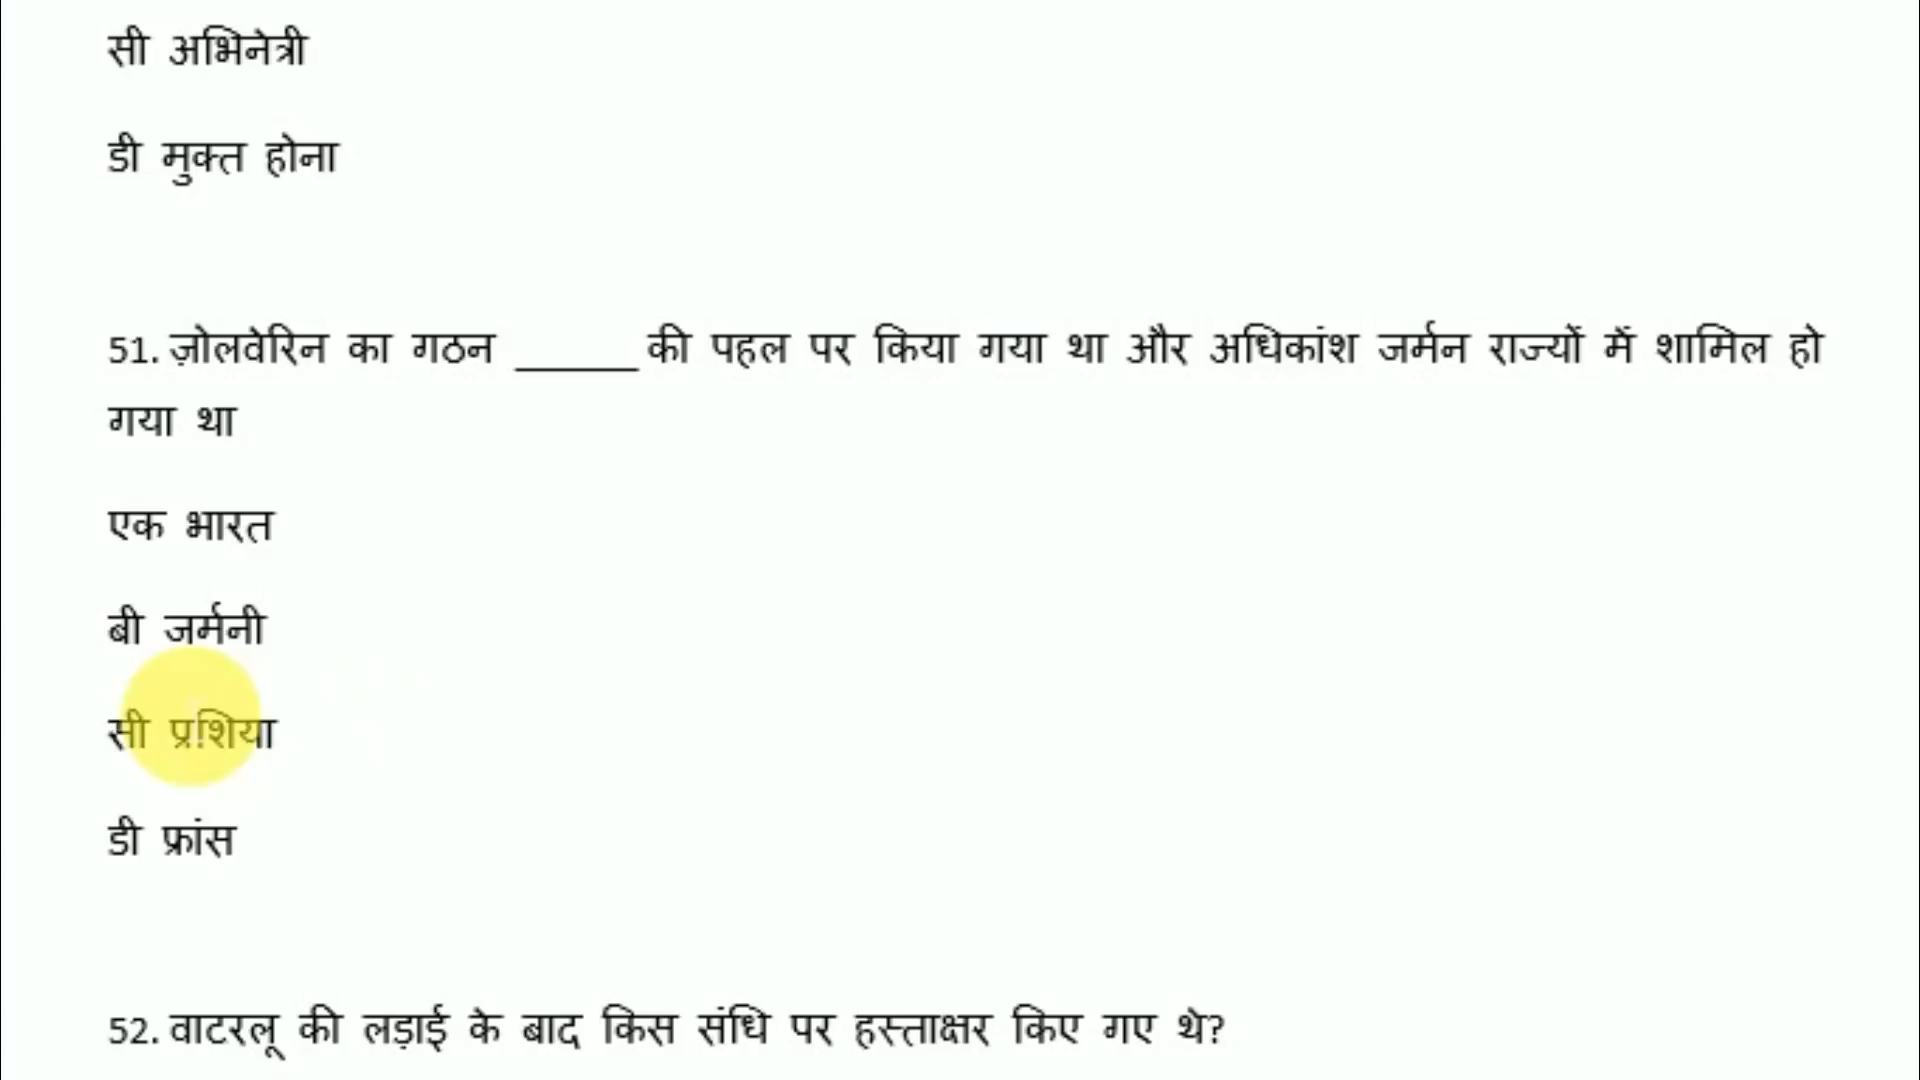 सी अभिनेत्री
डी मुक्त होना
51. ज़ोलवेरिन का गठन ______ की पहल पर किया गया था और अधिकांश जर्मन राज्यों में शामिल हो
गया था
एक भारत
बी जर्मनी
सी प्रशिया
डी फ्रांस
52. वाटरलू की लड़ाई के बाद किस संधि पर हस्ताक्षर किए गए थे?